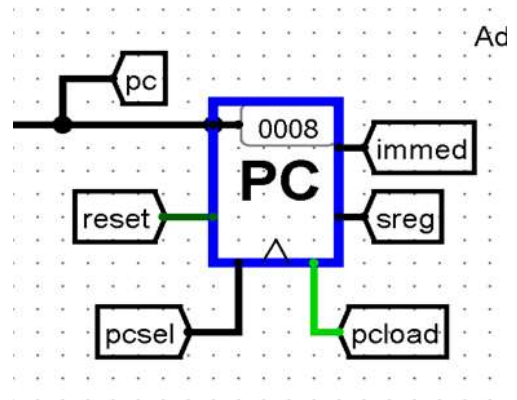 Ad
pc
0008
immed
PC
reset
sreg
pcsel
pcload